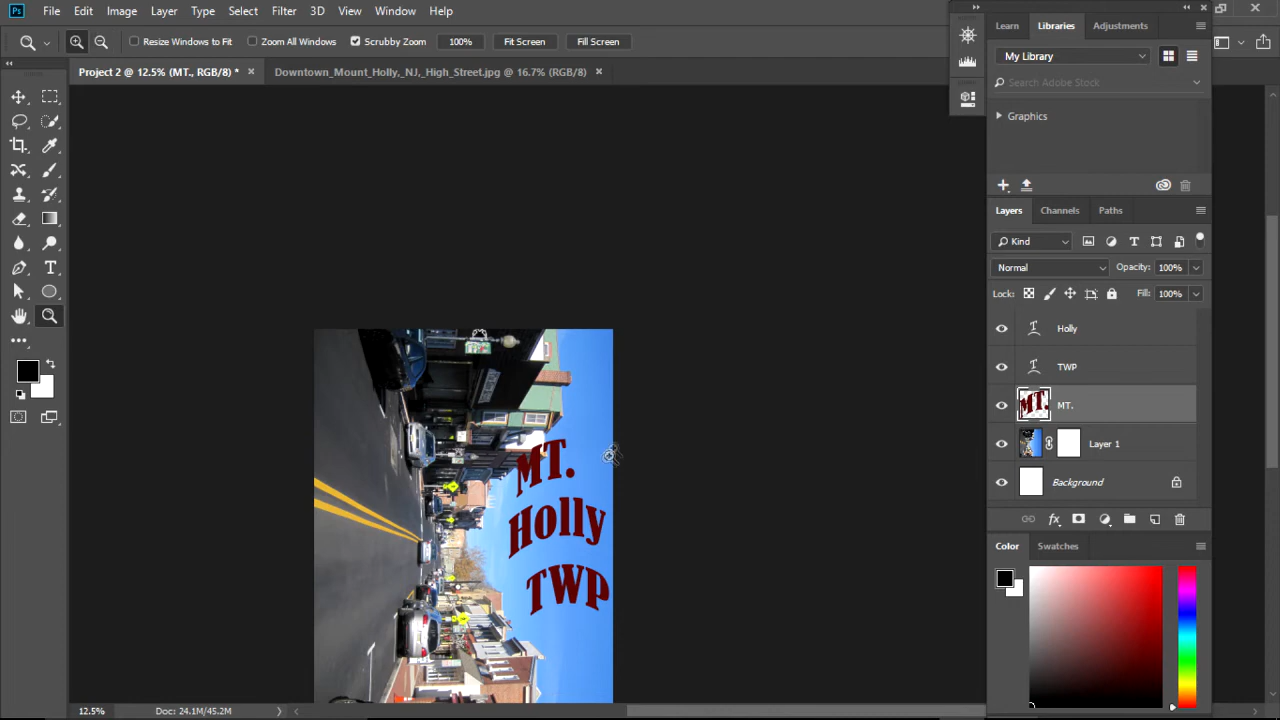 Ps File Edit Image Layer Type Select Filter 3D View Window Help
Resize Windows to Fit Zoom All Windows Scrubby Zoom 100% Fit Screen Fill Screen
Project 2 @ 12.5% (MT., RGB/8) * × Downtown_Mount_Holly,_NJ,_High_Street.jpg @ 16.7% (RGB/8) ×
MT.
Holly
TWP
12.5% Doc: 24.1M/45.2M
Learn Libraries Adjustments
My Library
Search Adobe Stock
Graphics
Layers Channels Paths
Kind
Normal Opacity: 100%
Lock: Fill: 100%
Holly
TWP
MT. MT.
Layer 1
Background
fx
Color Swatches